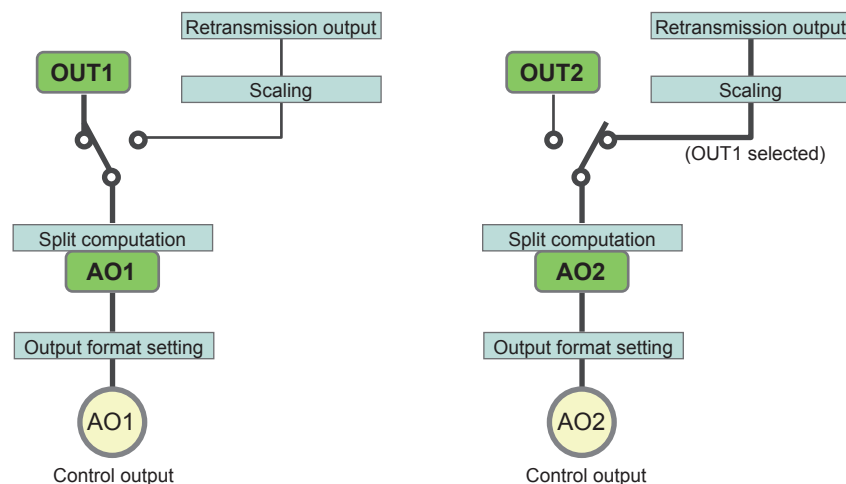 Retransmission output
OUT1
Scaling
Split computation
AO1
Output format setting
AO1
Control output
Retransmission output
OUT2
Scaling
(OUT1 selected)
Split computation
AO2
Output format setting
AO2
Control output